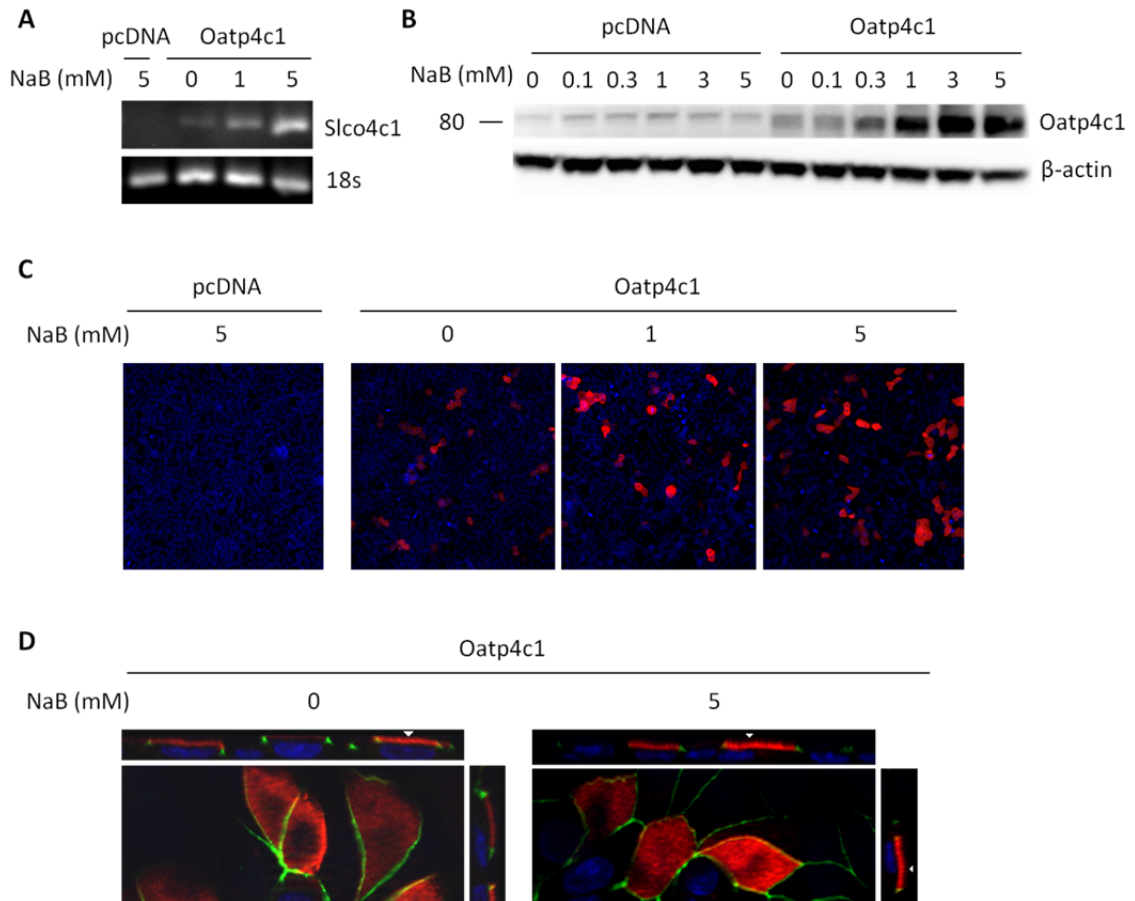 A
pcDNA Oatp4c1
NaB (mM) 5 0 1 5
Slco4c1
18s
B
pcDNA Oatp4c1
NaB (mM) 0 0.1 0.3 1 3 5 0 0.1 0.3 1 3 5
80 — Oatp4c1
β-actin
C
pcDNA Oatp4c1
NaB (mM) 5 0 1 5
D
Oatp4c1
NaB (mM) 0 5